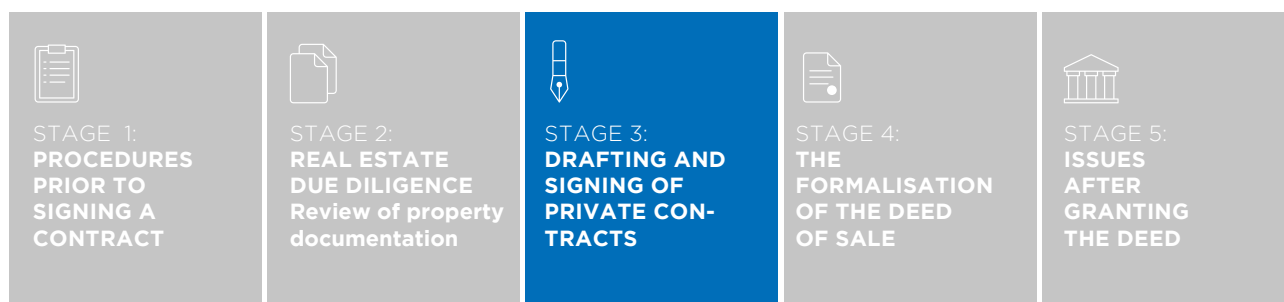 STAGE 1:
PROCEDURES
PRIOR TO
SIGNING A
CONTRACT
STAGE 2:
REAL ESTATE
DUE DILIGENCE
Review of property
documentation
STAGE 3:
DRAFTING AND
SIGNING OF
PRIVATE CON-
TRACTS
STAGE 4:
THE
FORMALISATION
OF THE DEED
OF SALE
STAGE 5:
ISSUES
AFTER
GRANTING
THE DEED